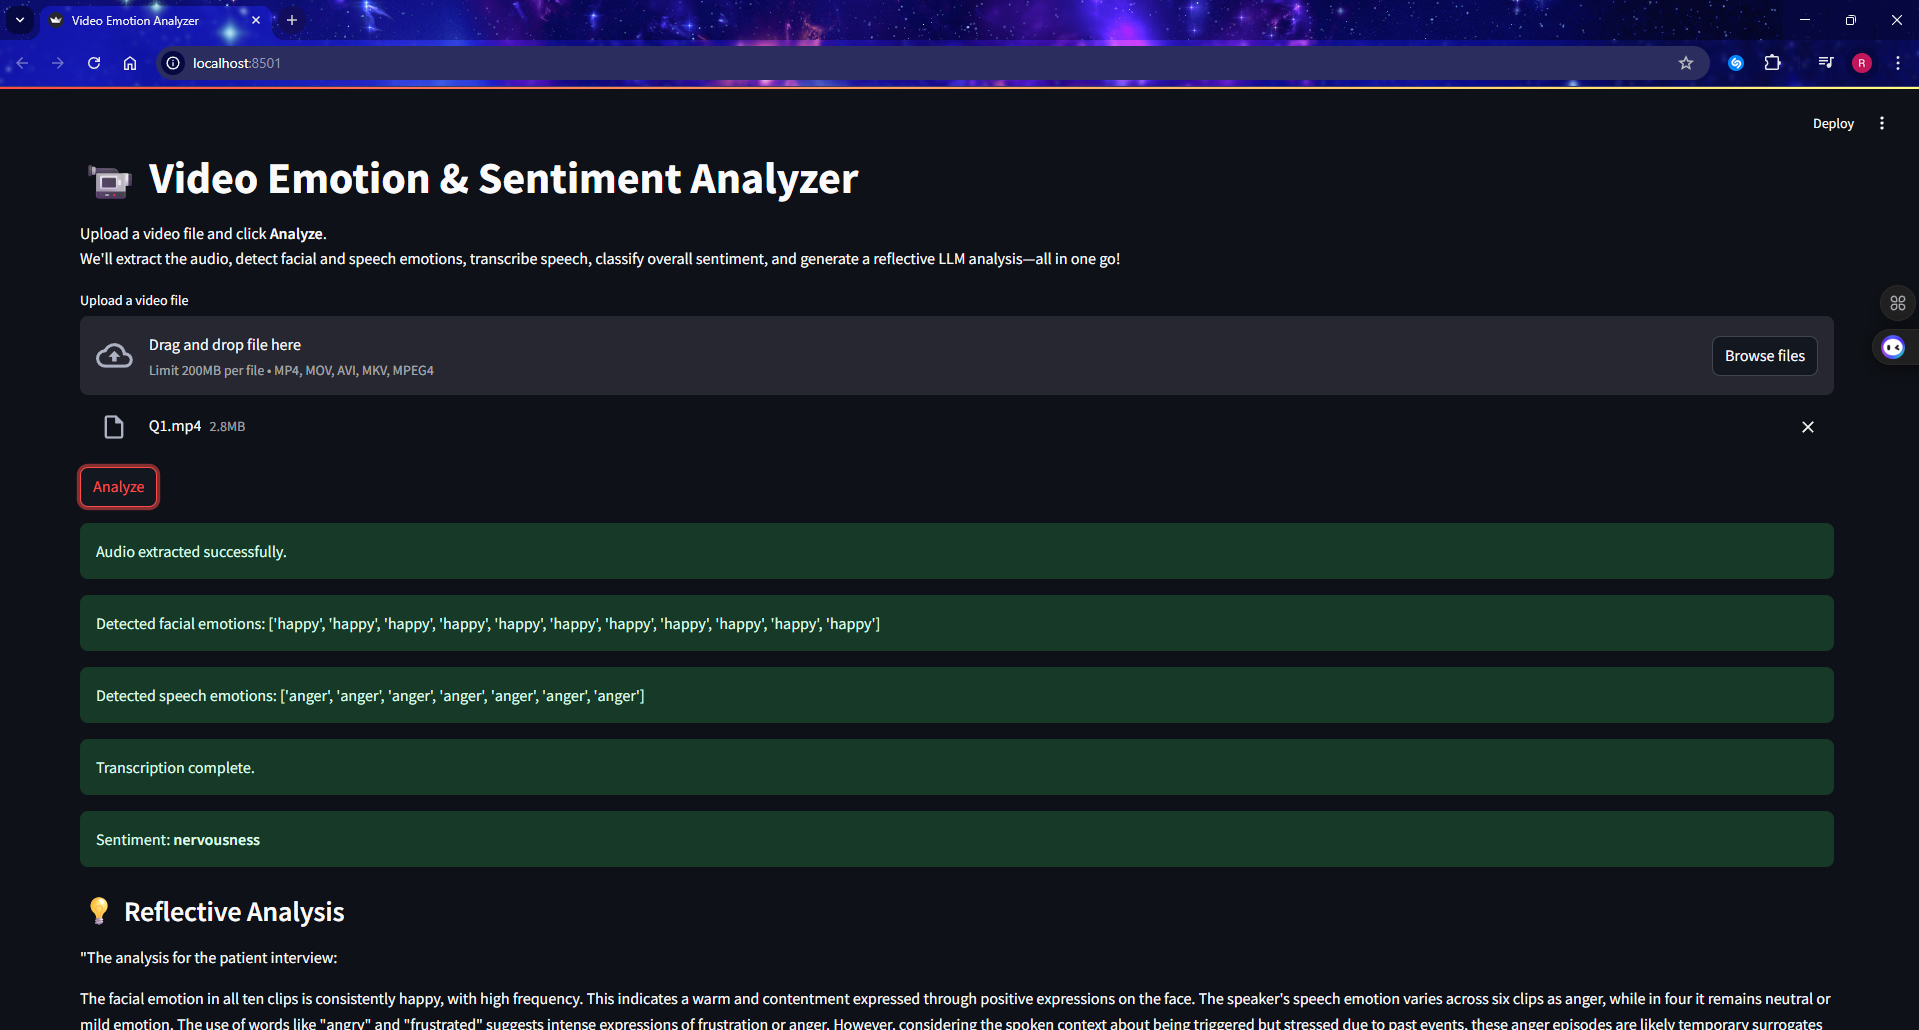 Video Emotion Analyzer
localhost:8501
R
Deploy
Video Emotion & Sentiment Analyzer
Upload a video file and click Analyze.
We'll extract the audio, detect facial and speech emotions, transcribe speech, classify overall sentiment, and generate a reflective LLM analysis—all in one go!
Upload a video file
Drag and drop file here
Limit 200MB per file • MP4, MOV, AVI, MKV, MPEG4
Browse files
Q1.mp4 2.8MB
Analyze
Audio extracted successfully.
Detected facial emotions: ['happy', 'happy', 'happy', 'happy', 'happy', 'happy', 'happy', 'happy', 'happy', 'happy', 'happy']
Detected speech emotions: ['anger', 'anger', 'anger', 'anger', 'anger', 'anger', 'anger']
Transcription complete.
Sentiment: nervousness
Reflective Analysis
"The analysis for the patient interview:
The facial emotion in all ten clips is consistently happy, with high frequency. This indicates a warm and contentment expressed through positive expressions on the face. The speaker's speech emotion varies across six clips as anger, while in four it remains neutral or
mild emotion. The use of words like "angry" and "frustrated" suggests intense expressions of frustration or anger. However, considering the spoken context about being triggered but stressed due to past events, these anger episodes are likely temporary surrogates